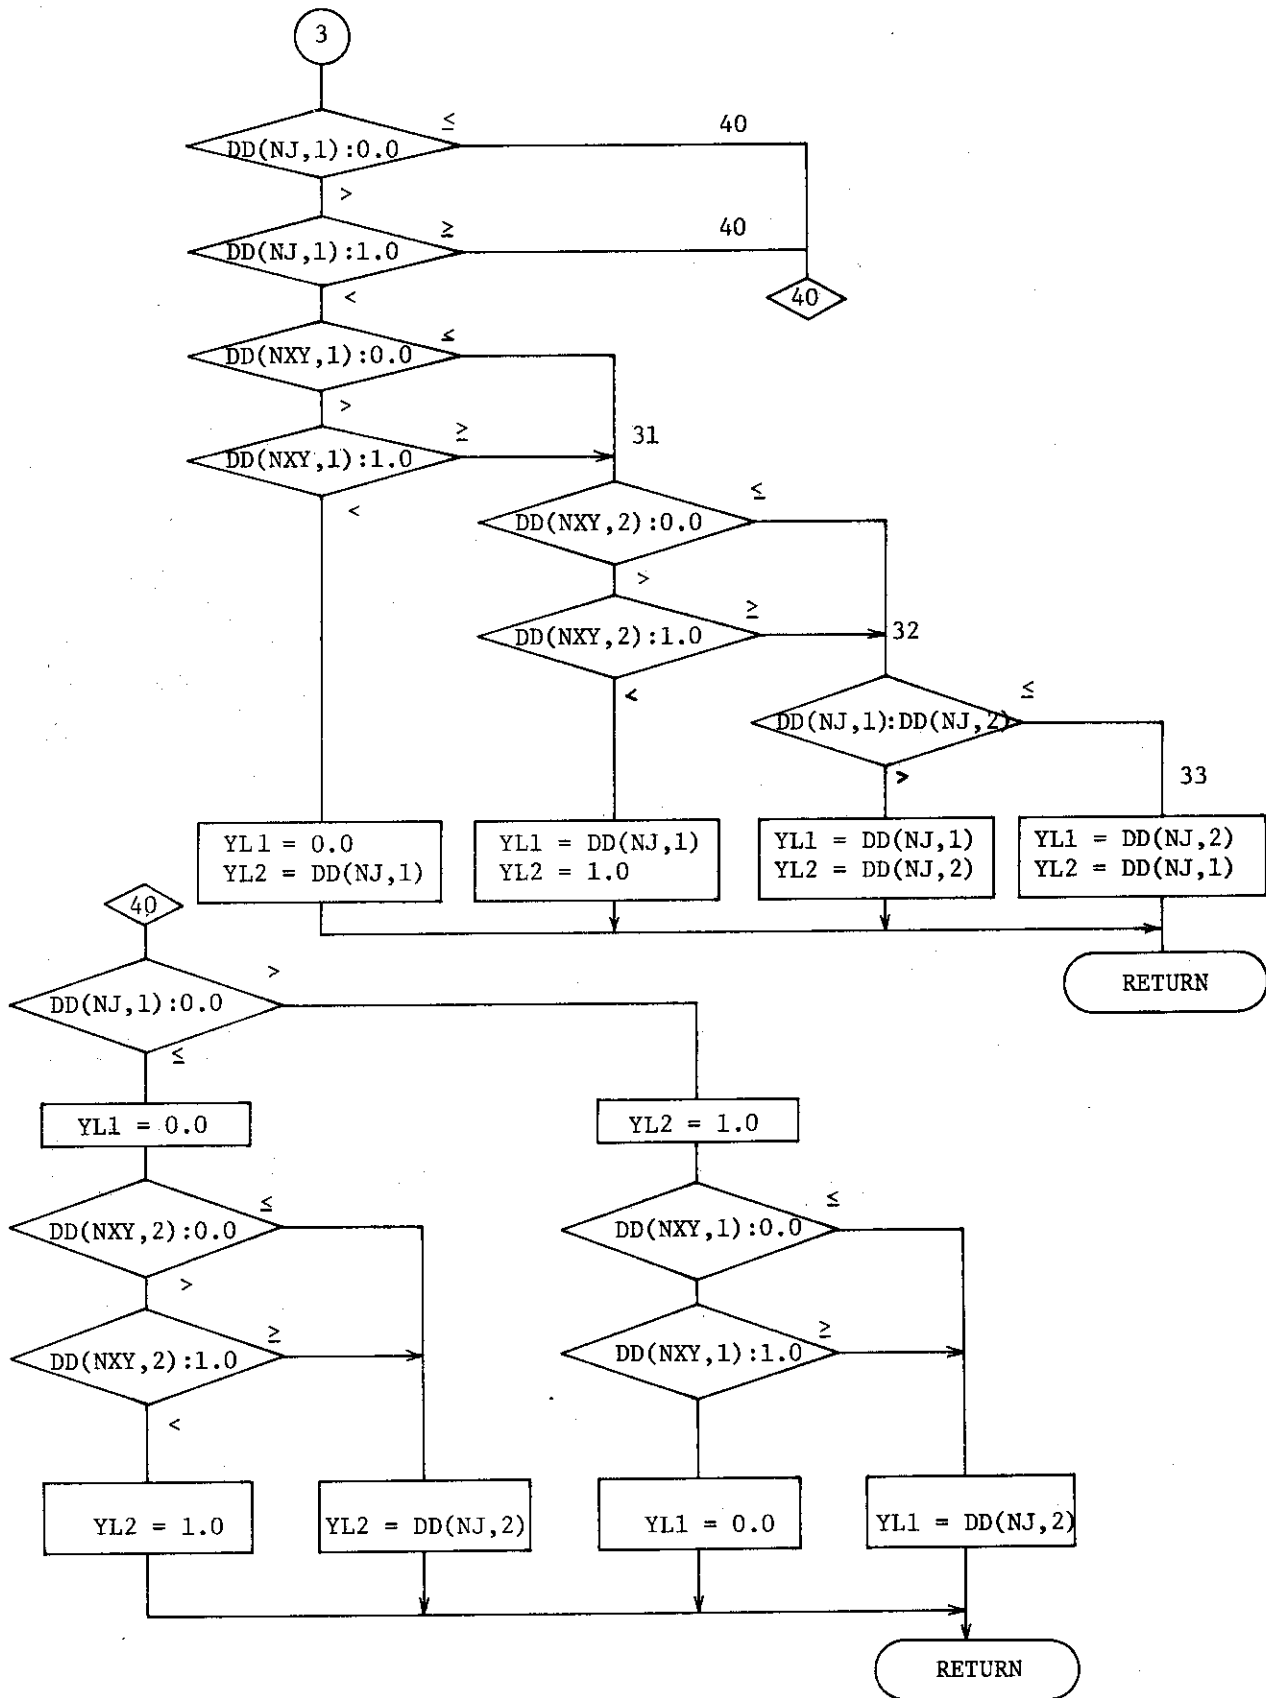 3
≤
40
DD(NJ,1):0.0
>
≥
40
DD(NJ,1):1.0
<
40
≤
DD(NXY,1):0.0
>
≥
31
DD(NXY,1):1.0
<
≤
DD(NXY,2):0.0
>
≥
DD(NXY,2):1.0
32
<
≤
DD(NJ,1):DD(NJ,2)
>
33
YL1 = 0.0
YL2 = DD(NJ,1)
YL1 = DD(NJ,1)
YL2 = 1.0
YL1 = DD(NJ,1)
YL2 = DD(NJ,2)
YL1 = DD(NJ,2)
YL2 = DD(NJ,1)
RETURN
40
>
DD(NJ,1):0.0
≤
YL1 = 0.0
YL2 = 1.0
≤
DD(NXY,2):0.0
>
≤
DD(NXY,1):0.0
≥
DD(NXY,2):1.0
<
≥
DD(NXY,1):1.0
YL2 = 1.0
YL2 = DD(NJ,2)
YL1 = 0.0
YL1 = DD(NJ,2)
RETURN